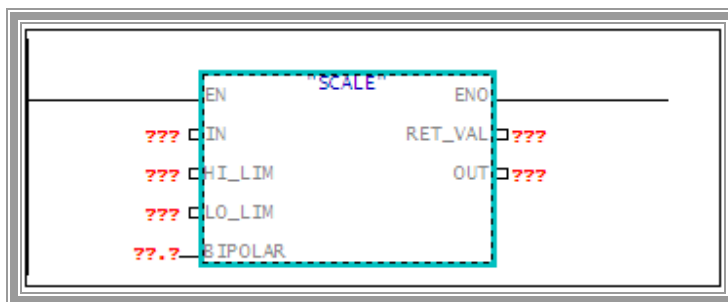 "SCALE"
EN ENO
??? IN RET_VAL ???
??? HI_LIM OUT ???
??? LO_LIM
??.? BIPOLAR